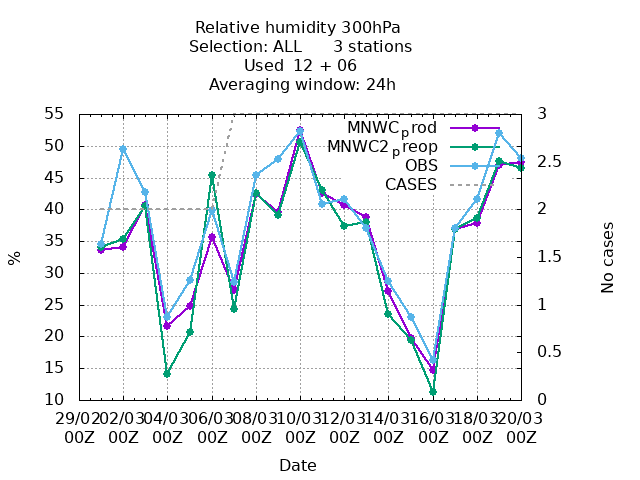 Relative humidity 300hPa
Selection: ALL 3 stations
Used 12 + 06
Averaging window: 24h
55
50
45
40
35
30
25
20
15
10
%
3
2.5
2
1.5
1
0.5
0
No cases
MNWC_prod
MNWC2_preop
OBS
CASES
29/02 02/03 04/03 06/03 08/03 10/03 12/03 14/03 16/03 18/03 20/03
00Z 00Z 00Z 00Z 00Z 00Z 00Z 00Z 00Z 00Z 00Z
Date